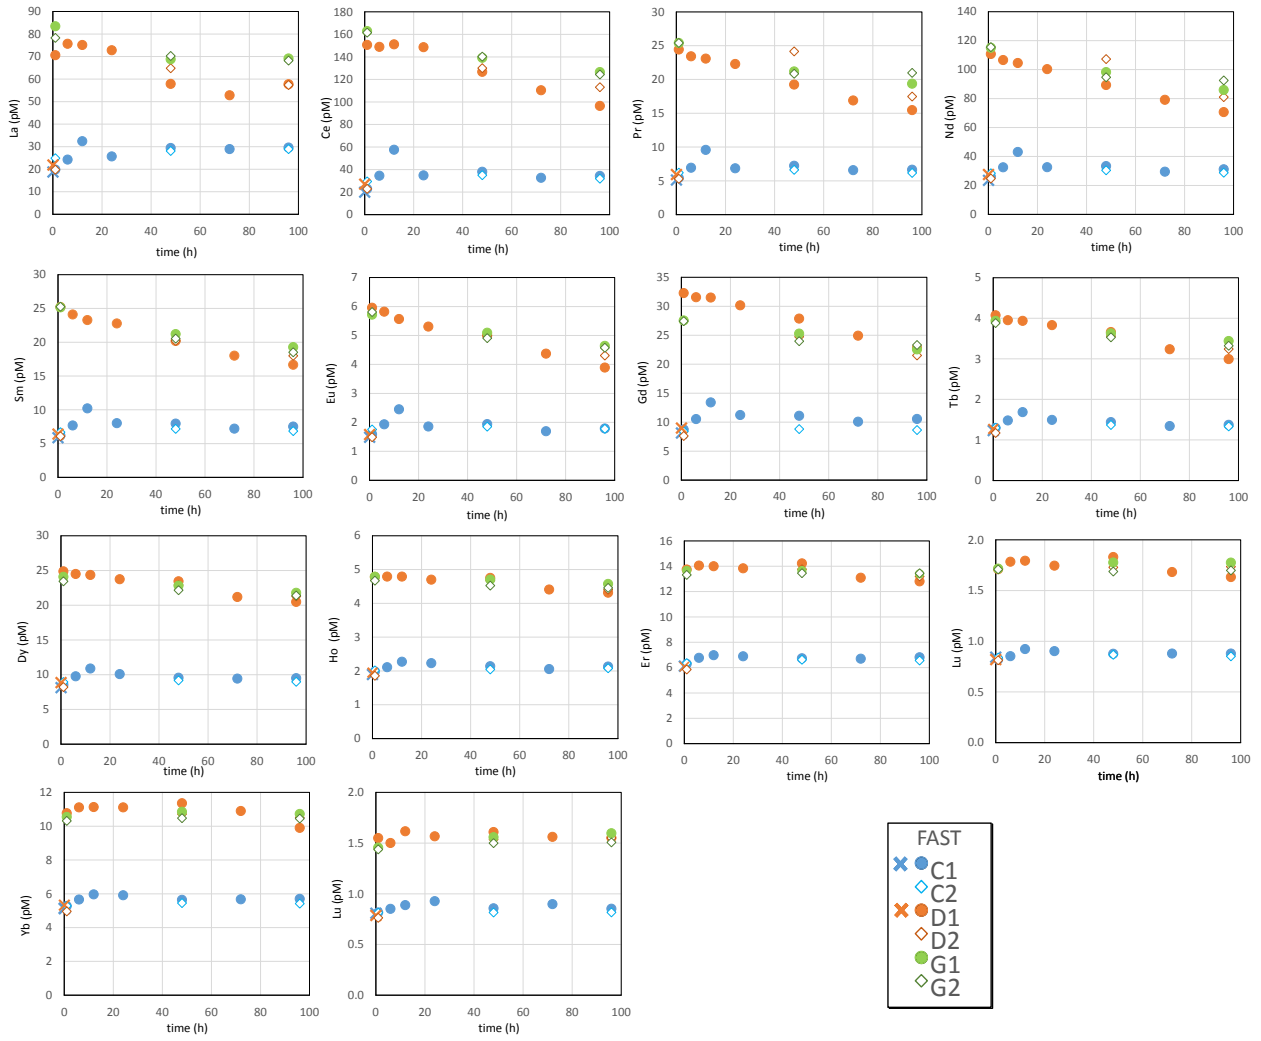 90
80
70
60
50
40
30
20
10
0
La (pM)
0 20 40 60 80 100
time (h)
180
160
140
120
100
80
60
40
20
0
Ce (pM)
0 20 40 60 80 100
time (h)
30
25
20
15
10
5
0
Pr (pM)
0 20 40 60 80 100
time (h)
140
120
100
80
60
40
20
0
Nd (pM)
0 20 40 60 80 100
time (h)
30
25
20
15
10
5
0
Sm (pM)
0 20 40 60 80 100
time (h)
7
6
5
4
3
2
1
0
Eu (pM)
0 20 40 60 80 100
time (h)
35
30
25
20
15
10
5
0
Gd (pM)
0 20 40 60 80 100
time (h)
5
4
3
2
1
0
Tb (pM)
0 20 40 60 80 100
time (h)
30
25
20
15
10
5
0
Dy (pM)
0 20 40 60 80 100
time (h)
6
5
4
3
2
1
0
Ho (pM)
0 20 40 60 80 100
time (h)
16
14
12
10
8
6
4
2
0
Er (pM)
0 20 40 60 80 100
time (h)
2.0
1.5
1.0
0.5
0.0
Lu (pM)
0 20 40 60 80 100
time (h)
12
10
8
6
4
2
0
Yb (pM)
0 20 40 60 80 100
time (h)
2.0
1.5
1.0
0.5
0.0
Lu (pM)
0 20 40 60 80 100
time (h)
FAST
C1
C2
D1
D2
G1
G2